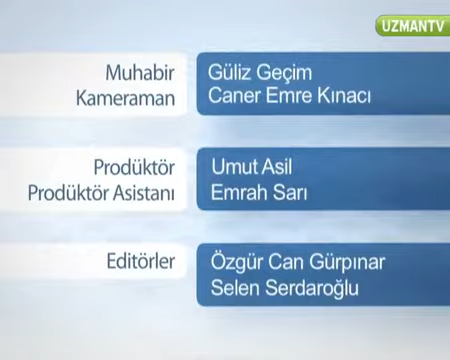 UZMANTV
Muhabir Güliz Geçim
Kameraman Caner Emre Kınacı
Prodüktör Umut Asil
Prodüktör Asistanı Emrah Sarı
Editörler Özgür Can Gürpınar
Selen Serdaroğlu